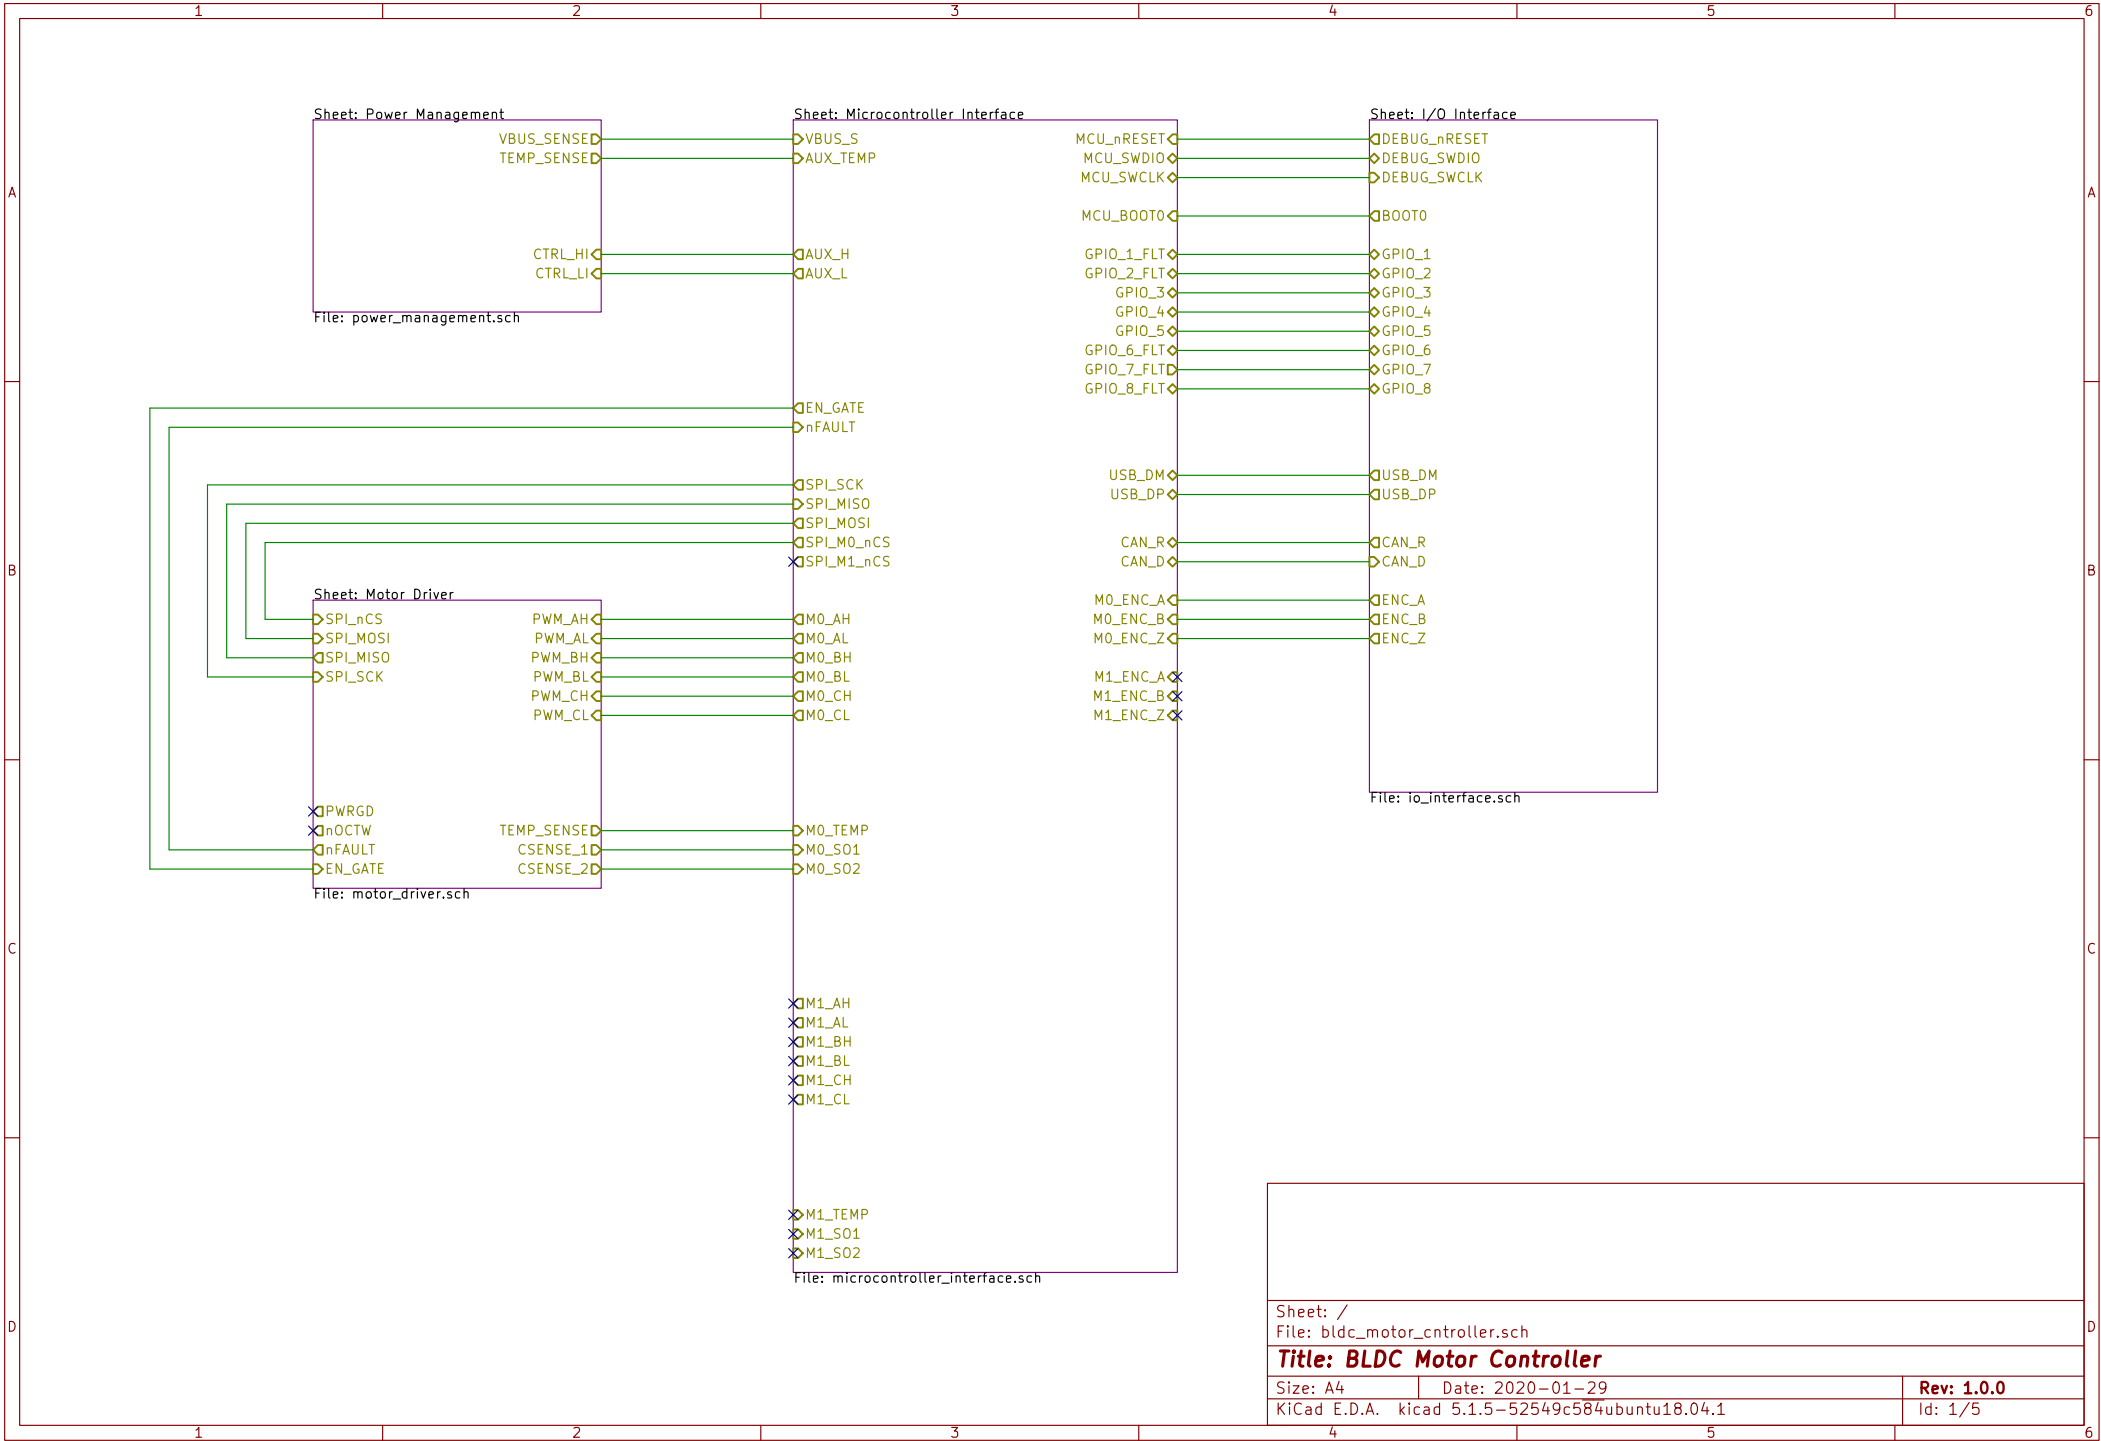 1 2 3 4 5 6
A
B
C
D
Sheet: Power Management
VBUS_SENSE
TEMP_SENSE
CTRL_HI
CTRL_LI
File: power_management.sch
Sheet: Motor Driver
SPI_nCS
SPI_MOSI
SPI_MISO
SPI_SCK
PWRGD
nOCTW
nFAULT
EN_GATE
PWM_AH
PWM_AL
PWM_BH
PWM_BL
PWM_CH
PWM_CL
TEMP_SENSE
CSENSE_1
CSENSE_2
File: motor_driver.sch
Sheet: Microcontroller Interface
VBUS_S
AUX_TEMP
AUX_H
AUX_L
EN_GATE
nFAULT
SPI_SCK
SPI_MISO
SPI_MOSI
SPI_M0_nCS
SPI_M1_nCS
M0_AH
M0_AL
M0_BH
M0_BL
M0_CH
M0_CL
M0_TEMP
M0_SO1
M0_SO2
M1_AH
M1_AL
M1_BH
M1_BL
M1_CH
M1_CL
M1_TEMP
M1_SO1
M1_SO2
MCU_nRESET
MCU_SWDIO
MCU_SWCLK
MCU_BOOT0
GPIO_1_FLT
GPIO_2_FLT
GPIO_3
GPIO_4
GPIO_5
GPIO_6_FLT
GPIO_7_FLT
GPIO_8_FLT
USB_DM
USB_DP
CAN_R
CAN_D
M0_ENC_A
M0_ENC_B
M0_ENC_Z
M1_ENC_A
M1_ENC_B
M1_ENC_Z
File: microcontroller_interface.sch
Sheet: I/O Interface
DEBUG_nRESET
DEBUG_SWDIO
DEBUG_SWCLK
BOOT0
GPIO_1
GPIO_2
GPIO_3
GPIO_4
GPIO_5
GPIO_6
GPIO_7
GPIO_8
USB_DM
USB_DP
CAN_R
CAN_D
ENC_A
ENC_B
ENC_Z
File: io_interface.sch
A
B
C
D
Sheet: /
File: bldc_motor_cntroller.sch
Title: BLDC Motor Controller
Size: A4 Date: 2020-01-29 Rev: 1.0.0
KiCad E.D.A. kicad 5.1.5-52549c584ubuntu18.04.1 Id: 1/5
1 2 3 4 5 6